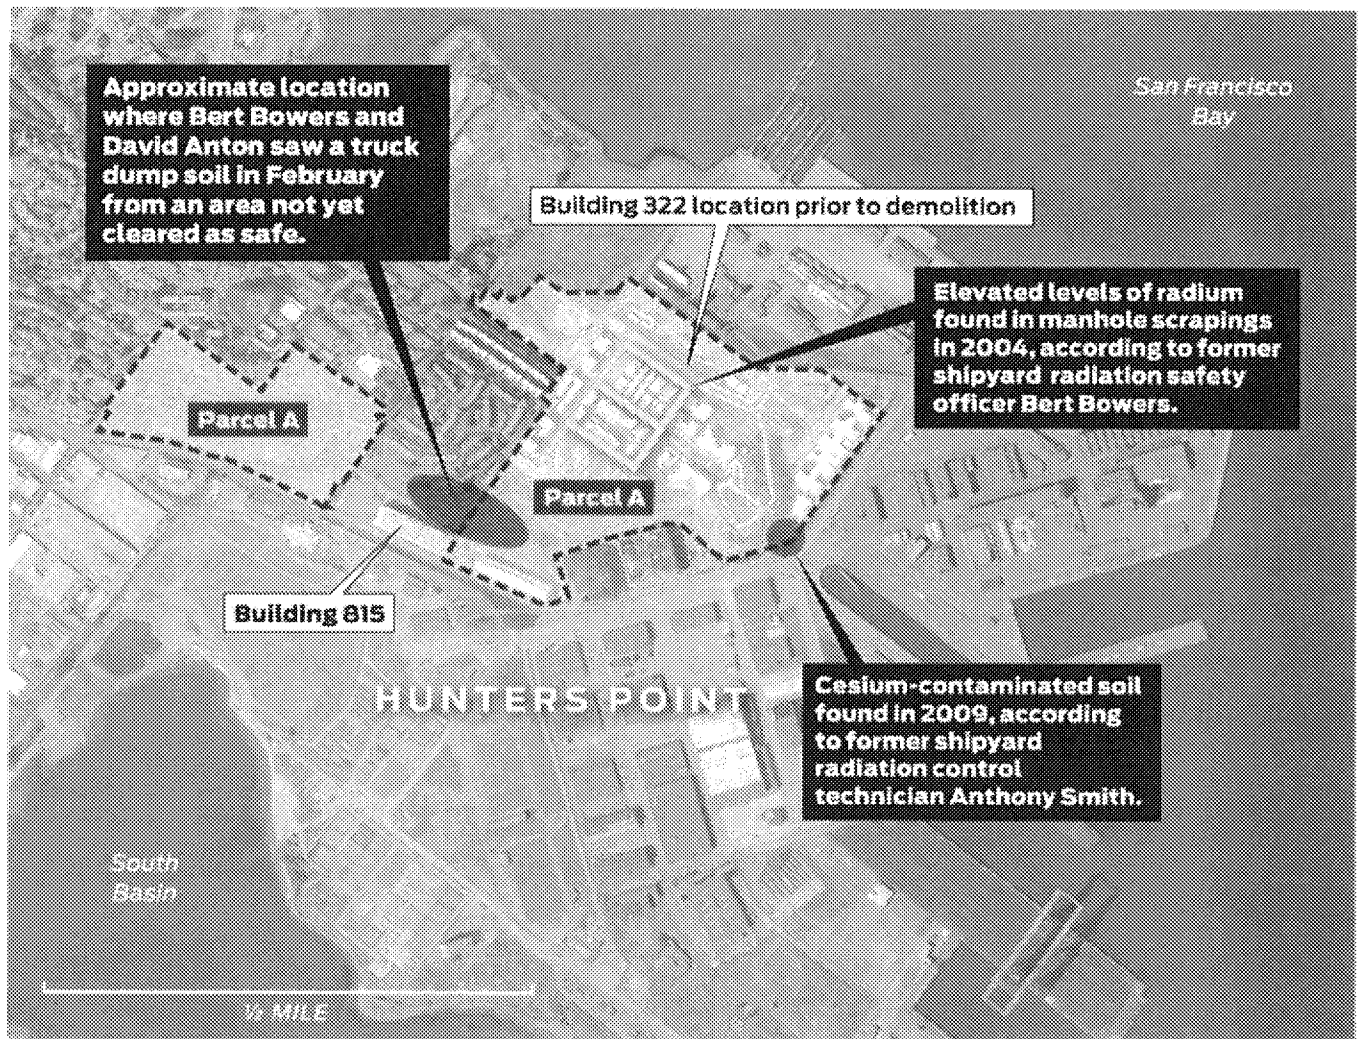 Approximate location
where Bert Bowers and
David Anton saw a truck
dump soil in February
from an area not yet
cleared as safe.
San Francisco
Bay
Building 322 location prior to demolition
Elevated levels of radium
found in manhole scrapings
in 2004, according to former
shipyard radiation safety
officer Bert Bowers.
Parcel A
Parcel A
Building 815
HUNTERS POINT
Cesium-contaminated soil
found in 2009, according
to former shipyard
radiation control
technician Anthony Smith.
South
Basin
½ MILE